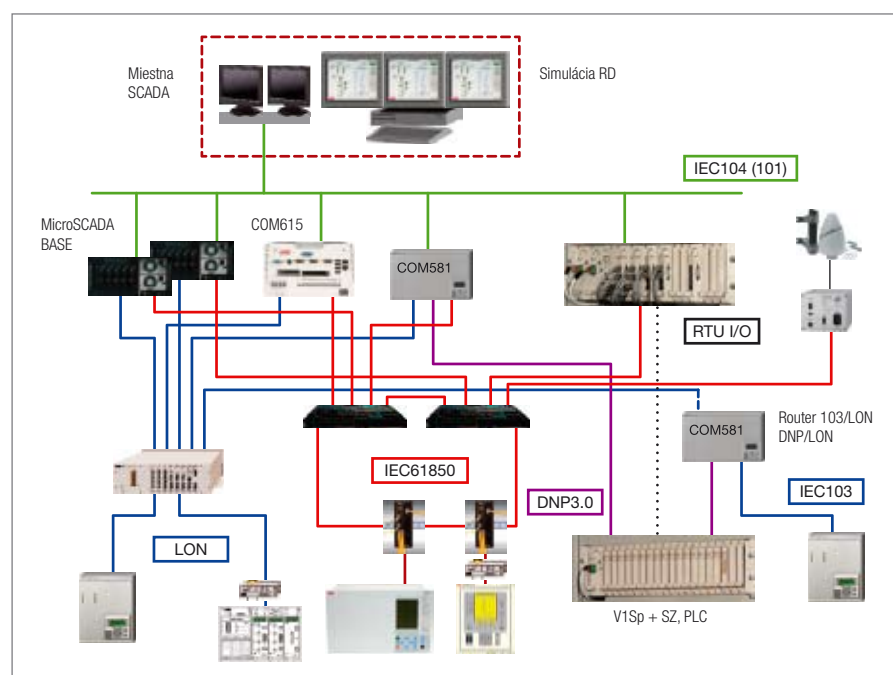 Miestna
SCADA
Simulácia RD
IEC104 (101)
MicroSCADA
BASE
COM615
COM581
RTU I/O
COM581
Router 103/LON
DNP/LON
IEC61850
IEC103
DNP3.0
LON
V1Sp + SZ, PLC